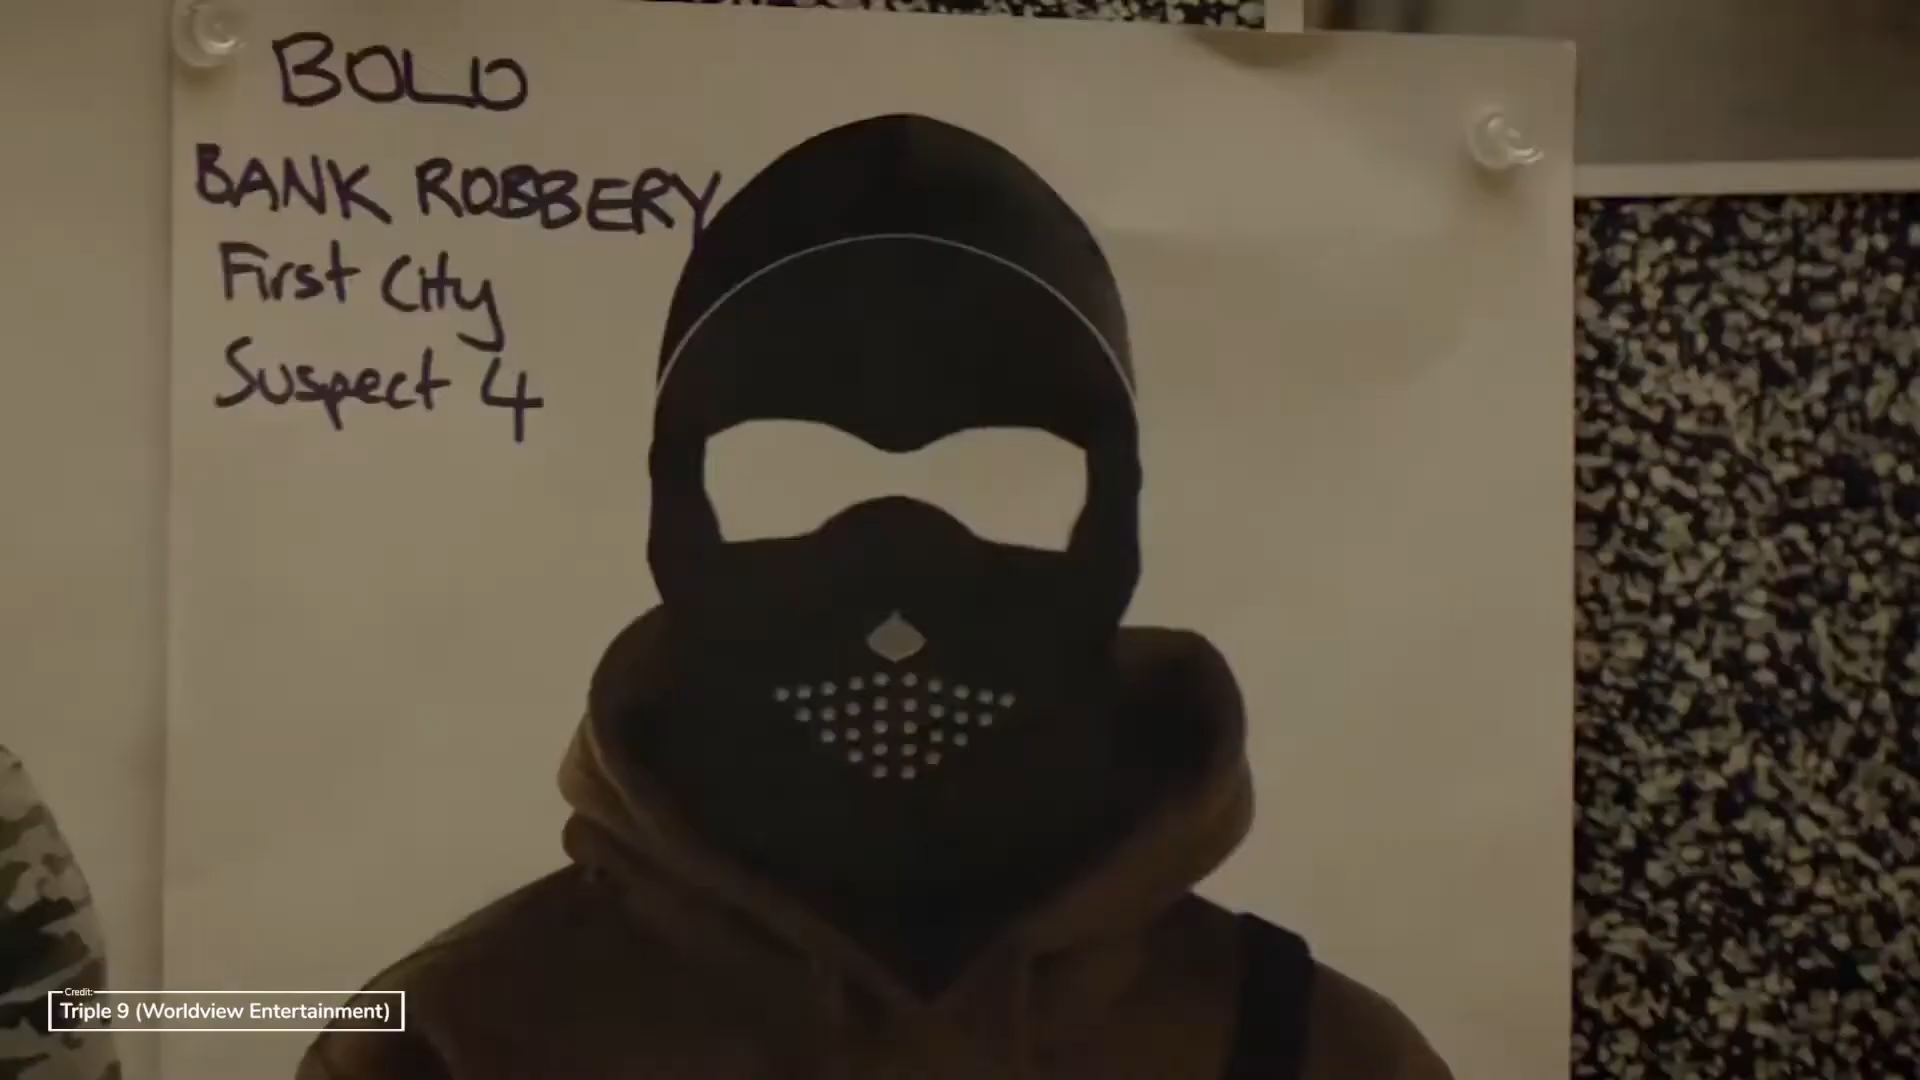 BOLO
BANK ROBBERY
First City
Suspect 4
Credit:
Triple 9 (Worldview Entertainment)